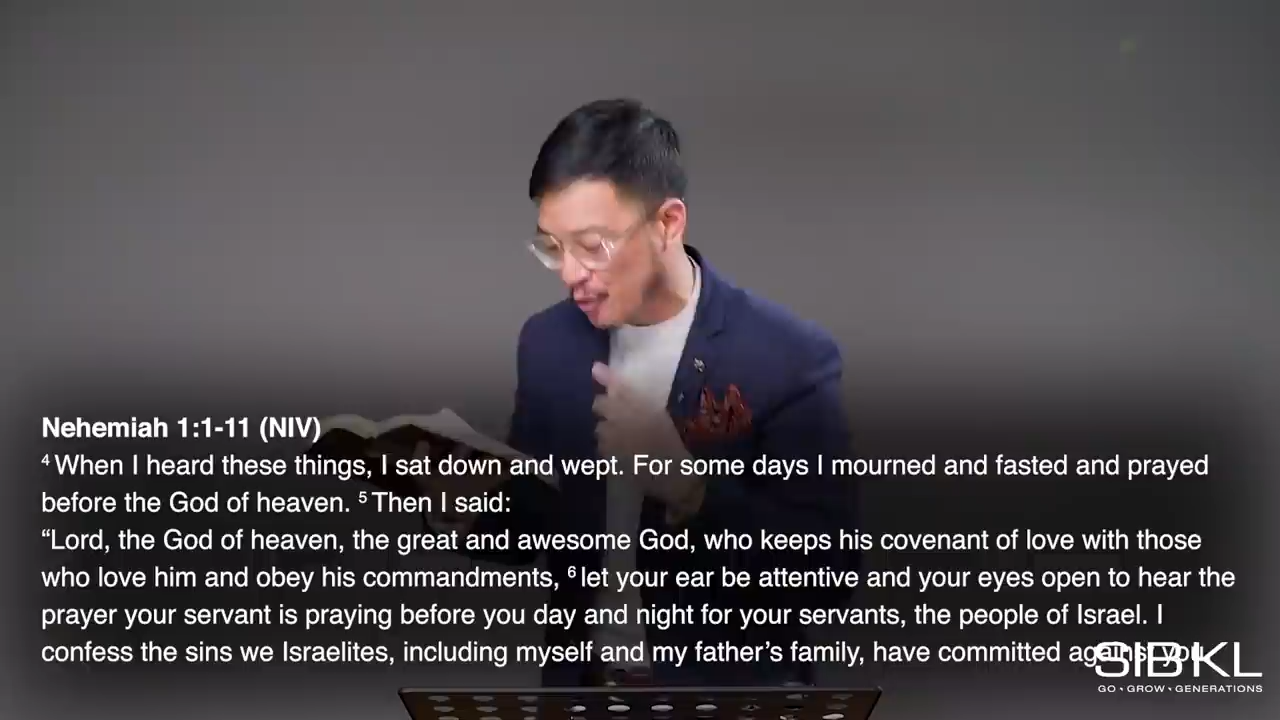 Nehemiah 1:1-11 (NIV)
⁴ When I heard these things, I sat down and wept. For some days I mourned and fasted and prayed
before the God of heaven. ⁵ Then I said:
“Lord, the God of heaven, the great and awesome God, who keeps his covenant of love with those
who love him and obey his commandments, ⁶ let your ear be attentive and your eyes open to hear the
prayer your servant is praying before you day and night for your servants, the people of Israel. I
confess the sins we Israelites, including myself and my father’s family, have committed against you.
SIBKL
GO • GROW • GENERATIONS